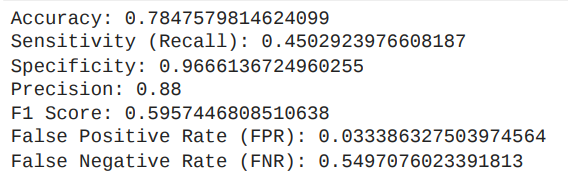 Accuracy: 0.7847579814624099
Sensitivity (Recall): 0.4502923976608187
Specificity: 0.9666136724960255
Precision: 0.88
F1 Score: 0.5957446808510638
False Positive Rate (FPR): 0.033386327503974564
False Negative Rate (FNR): 0.5497076023391813